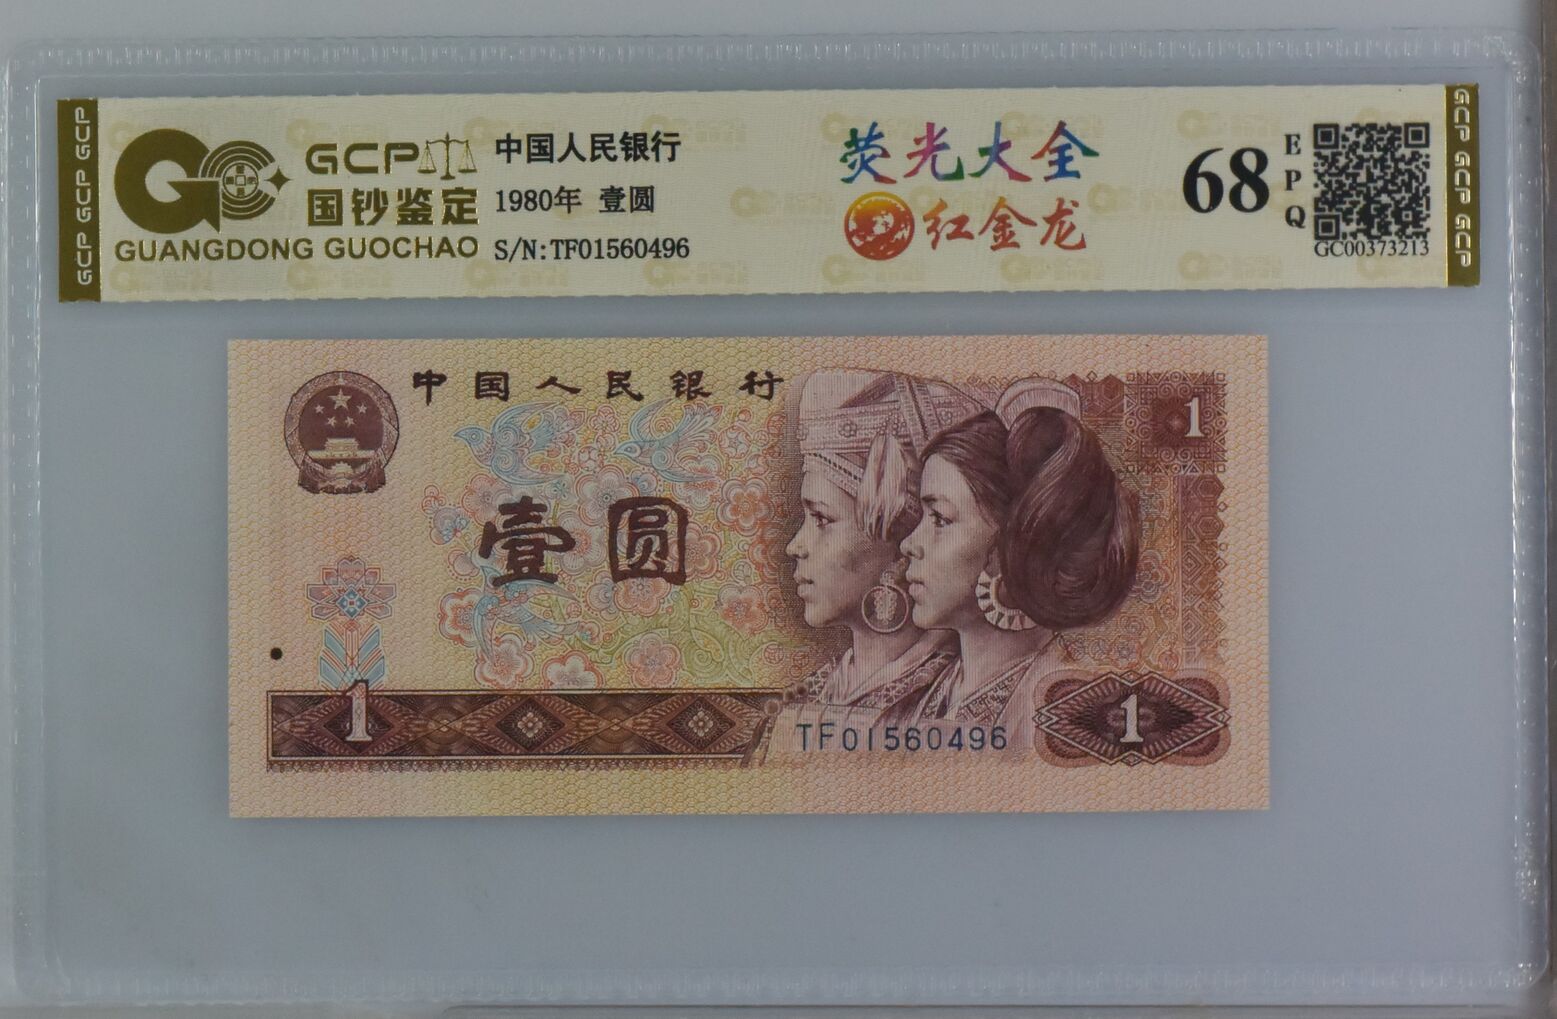 GCP GCP GCP
GCP
国钞鉴定
GUANGDONG GUOCHAO
中国人民银行
1980年 壹圆
S/N:TF01560496
荧光大全
红金龙
68
EPQ
GC00373213
GCP GCP GCP
中国人民银行
1
壹圆
1
TF01560496
1